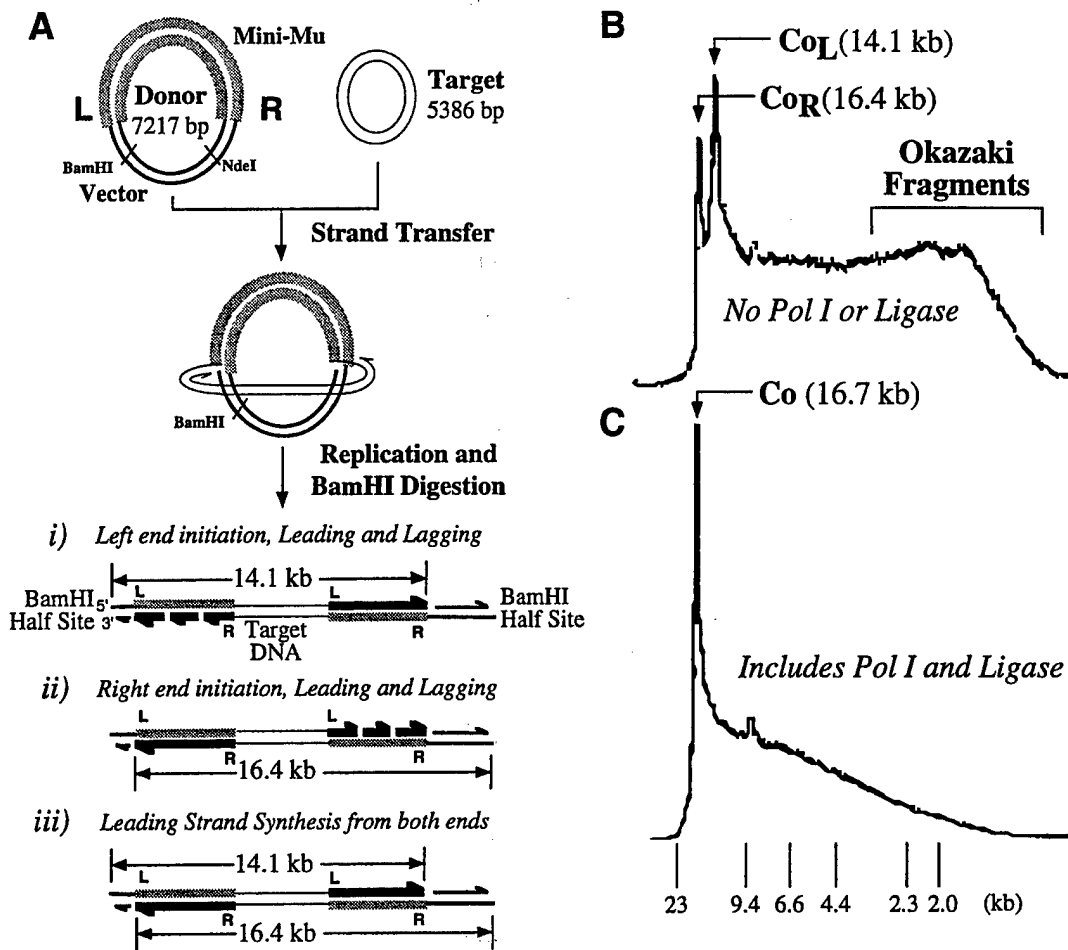 A
Mini-Mu
L
Donor
7217 bp
R
Target
5386 bp
BamHI
NdeI
Vector
Strand Transfer
BamHI
Replication and
BamHI Digestion
i) Left end initiation, Leading and Lagging
14.1 kb
L L
BamHI 5' BamHI
Half Site 3' Half Site
R Target R
DNA
ii) Right end initiation, Leading and Lagging
L L
R R
16.4 kb
iii) Leading Strand Synthesis from both ends
14.1 kb
L L
R R
16.4 kb
B
CoL (14.1 kb)
CoR (16.4 kb)
Okazaki
Fragments
No Pol I or Ligase
C
Co (16.7 kb)
Includes Pol I and Ligase
23 9.4 6.6 4.4 2.3 2.0 (kb)